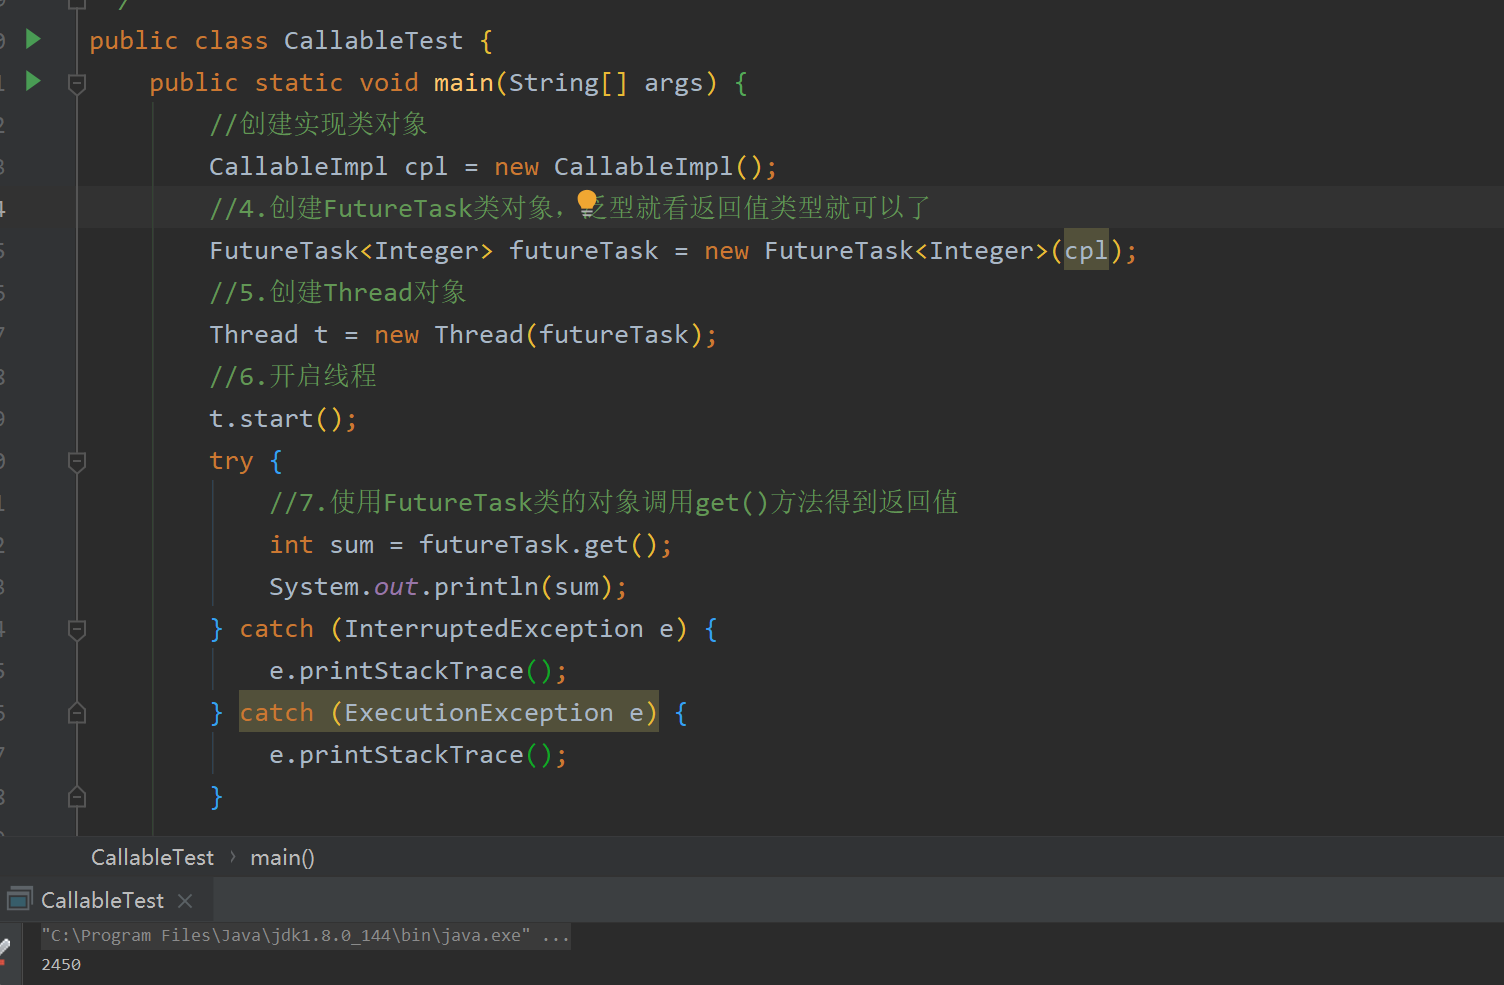 /
public class CallableTest {
public static void main(String[] args) {
//创建实现类对象
CallableImpl cpl = new CallableImpl();
//4.创建FutureTask类对象，型就看返回值类型就可以了
FutureTask<Integer> futureTask = new FutureTask<Integer>(cpl);
//5.创建Thread对象
Thread t = new Thread(futureTask);
//6.开启线程
t.start();
try {
//7.使用FutureTask类的对象调用get()方法得到返回值
int sum = futureTask.get();
System.out.println(sum);
} catch (InterruptedException e) {
e.printStackTrace();
} catch (ExecutionException e) {
e.printStackTrace();
}
CallableTest › main()
CallableTest ×
"C:\Program Files\Java\jdk1.8.0_144\bin\java.exe" ...
2450